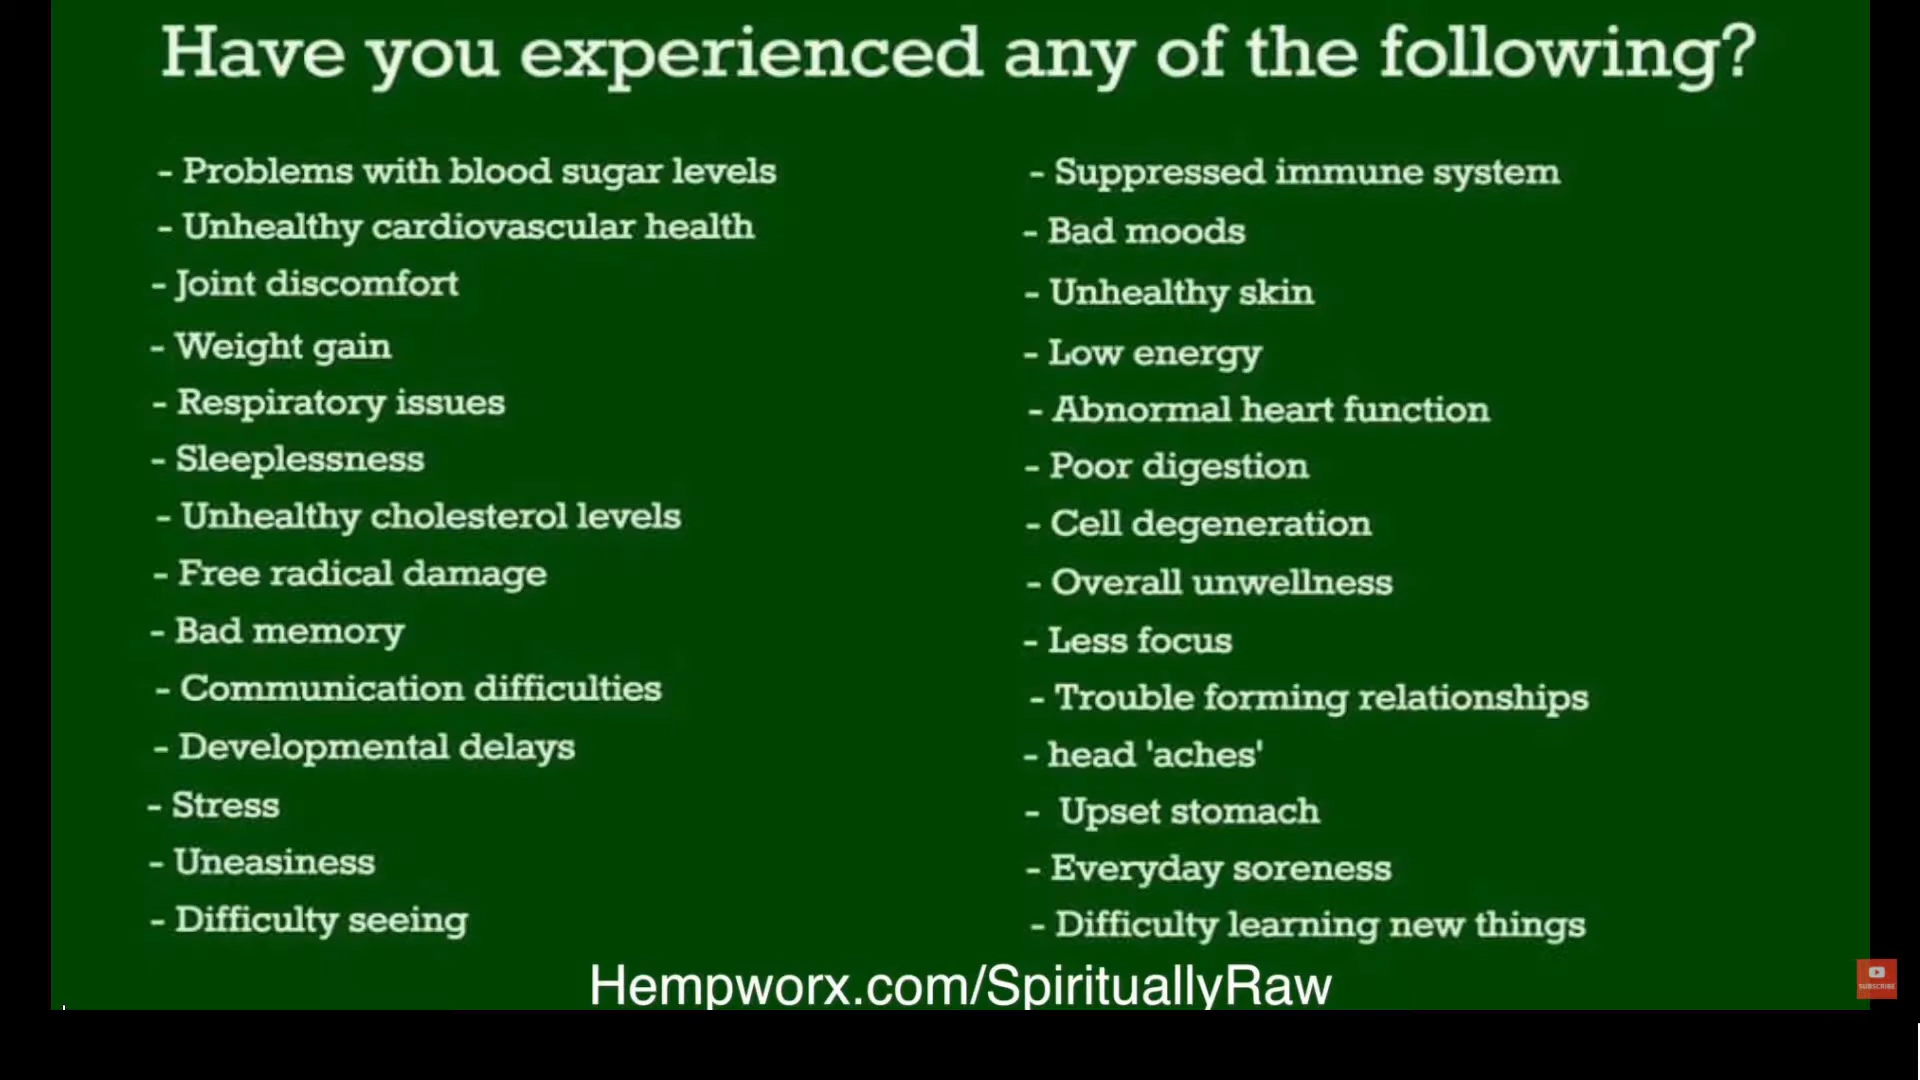 Have you experienced any of the following?
- Problems with blood sugar levels
- Unhealthy cardiovascular health
- Joint discomfort
- Weight gain
- Respiratory issues
- Sleeplessness
- Unhealthy cholesterol levels
- Free radical damage
- Bad memory
- Communication difficulties
- Developmental delays
- Stress
- Uneasiness
- Difficulty seeing
- Suppressed immune system
- Bad moods
- Unhealthy skin
- Low energy
- Abnormal heart function
- Poor digestion
- Cell degeneration
- Overall unwellness
- Less focus
- Trouble forming relationships
- head 'aches'
- Upset stomach
- Everyday soreness
- Difficulty learning new things
Hempworx.com/SpirituallyRaw
SUBSCRIBE